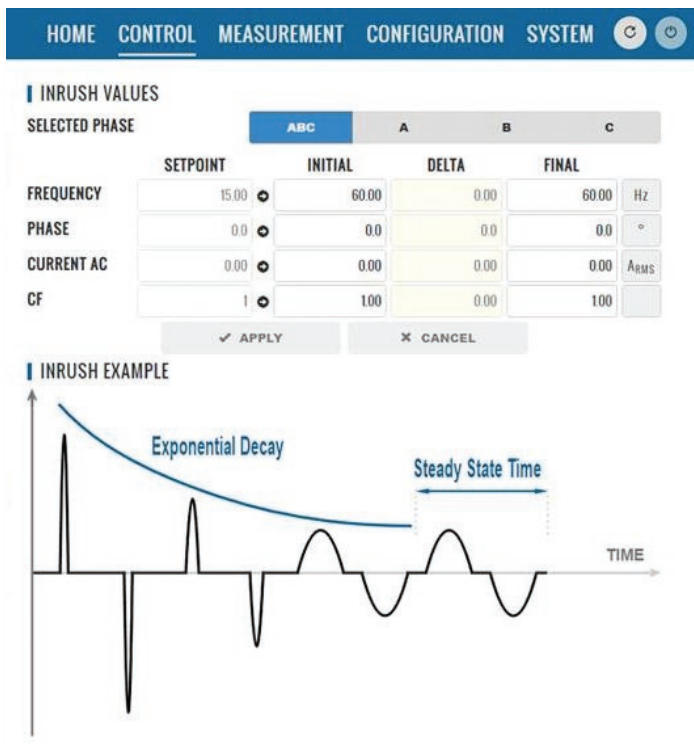 HOME CONTROL MEASUREMENT CONFIGURATION SYSTEM
INRUSH VALUES
SELECTED PHASE ABC A B C
SETPOINT INITIAL DELTA FINAL
FREQUENCY 15.00 60.00 0.00 60.00 Hz
PHASE 0.0 0.0 0.0 0.0 °
CURRENT AC 0.00 0.00 0.00 0.00 ARMS
CF 1 1.00 0.00 1.00
APPLY CANCEL
INRUSH EXAMPLE
Exponential Decay
Steady State Time
TIME